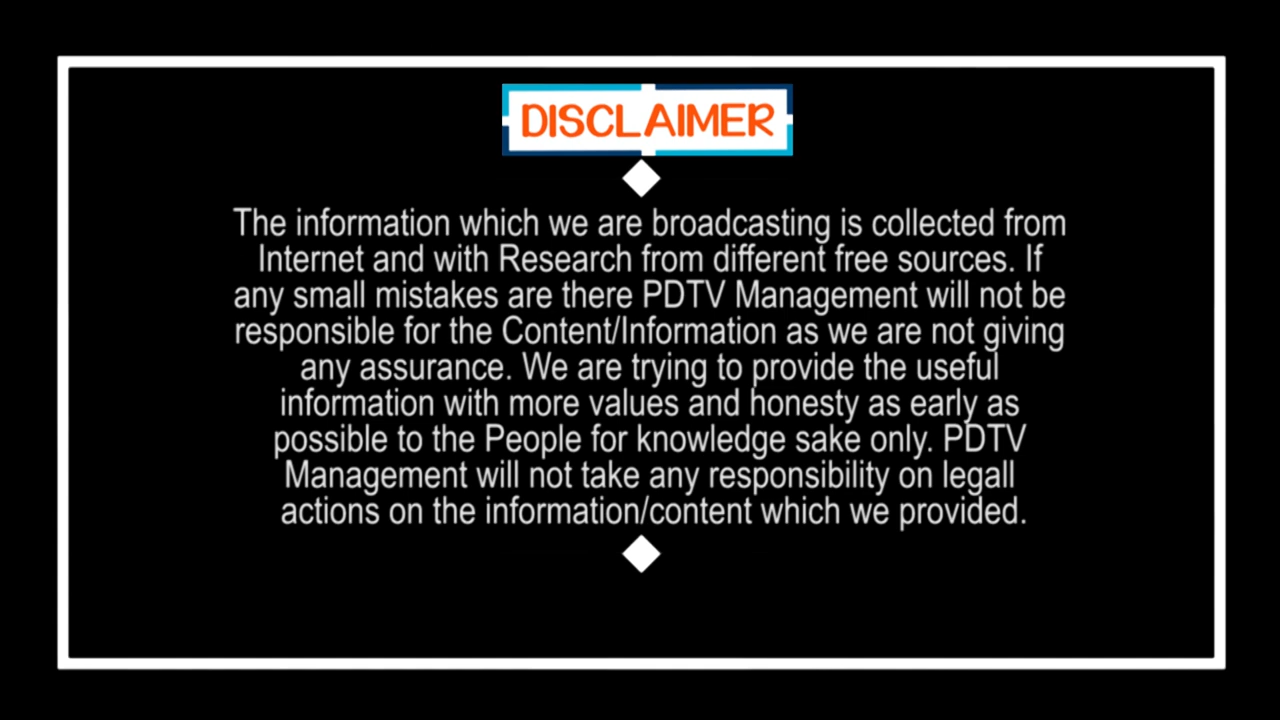 DISCLAIMER
The information which we are broadcasting is collected from
Internet and with Research from different free sources. If
any small mistakes are there PDTV Management will not be
responsible for the Content/Information as we are not giving
any assurance. We are trying to provide the useful
information with more values and honesty as early as
possible to the People for knowledge sake only. PDTV
Management will not take any responsibility on legall
actions on the information/content which we provided.